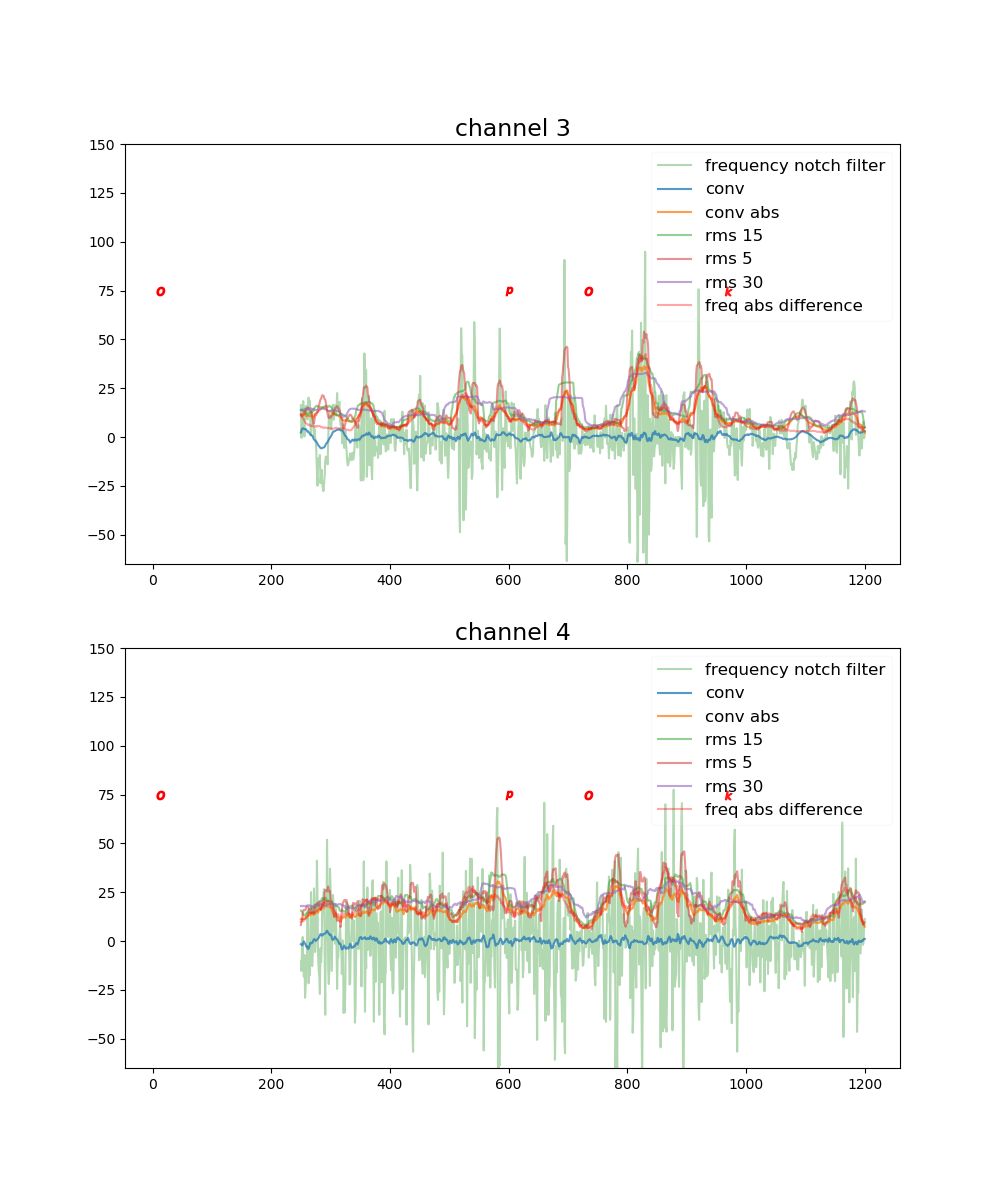 channel 3
150
125
100
75
50
25
0
−25
−50
frequency notch filter
conv
conv abs
rms 15
rms 5
rms 30
freq abs difference
o p o k
0 200 400 600 800 1000 1200
channel 4
150
125
100
75
50
25
0
−25
−50
frequency notch filter
conv
conv abs
rms 15
rms 5
rms 30
freq abs difference
o p o k
0 200 400 600 800 1000 1200